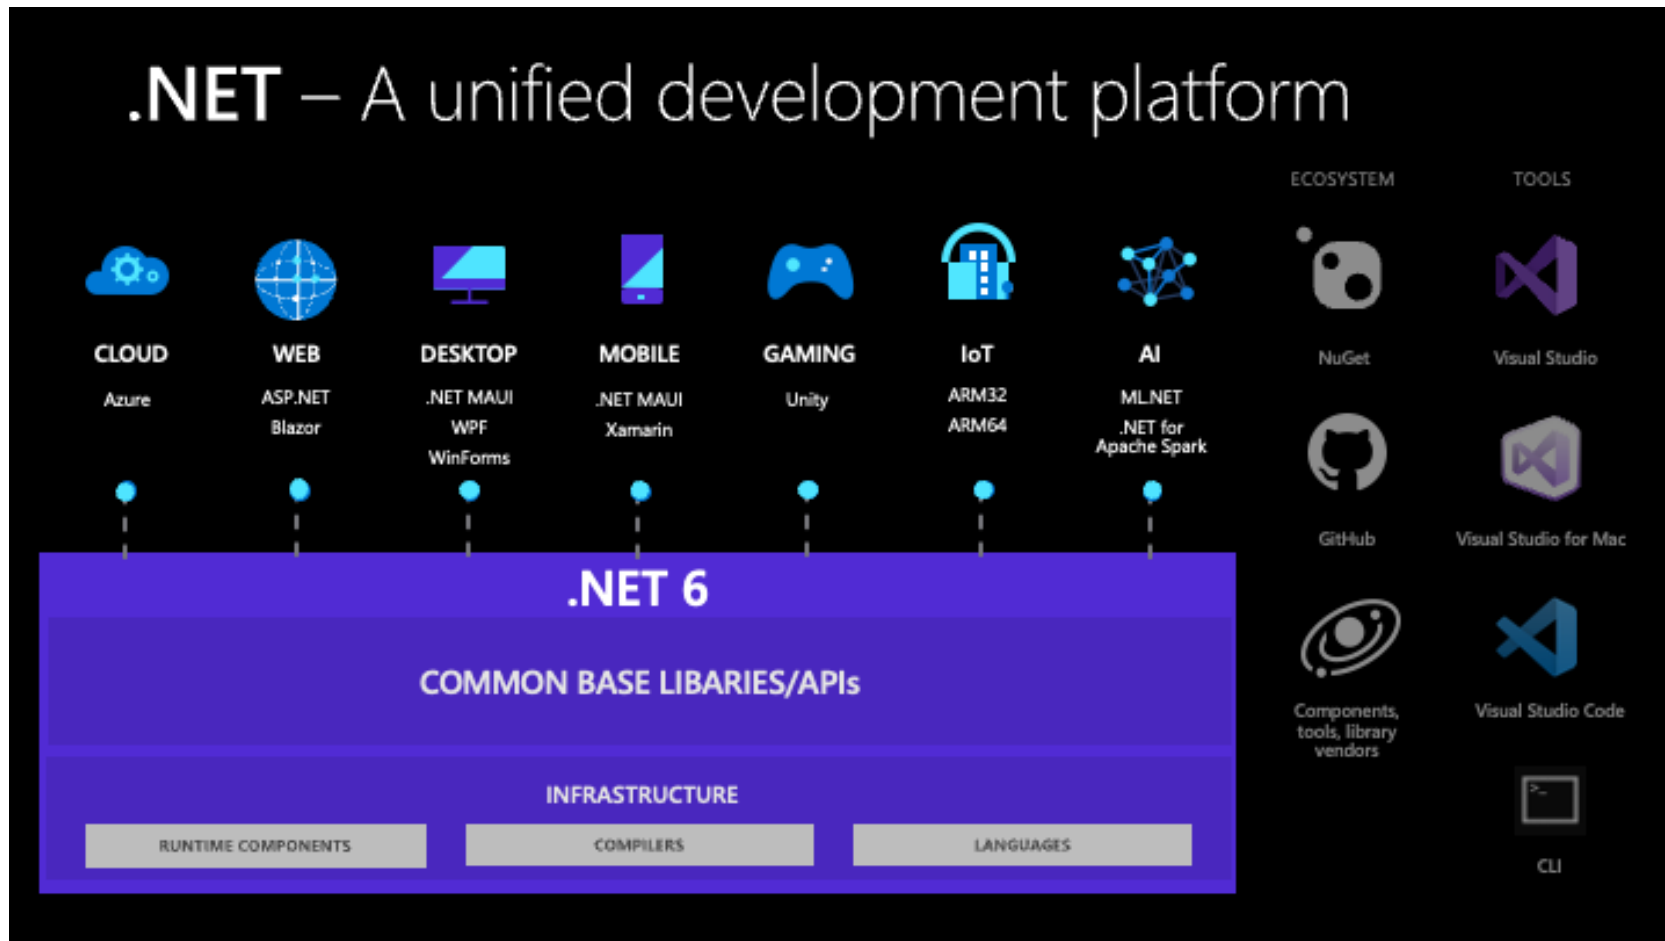 .NET – A unified development platform
ECOSYSTEM
TOOLS
CLOUD
Azure
WEB
ASP.NET
Blazor
DESKTOP
.NET MAUI
WPF
WinForms
MOBILE
.NET MAUI
Xamarin
GAMING
Unity
IoT
ARM32
ARM64
AI
ML.NET
.NET for
Apache Spark
NuGet
GitHub
Components,
tools, library
vendors
Visual Studio
Visual Studio for Mac
Visual Studio Code
>_
CLI
.NET 6
COMMON BASE LIBARIES/APIs
INFRASTRUCTURE
RUNTIME COMPONENTS
COMPILERS
LANGUAGES